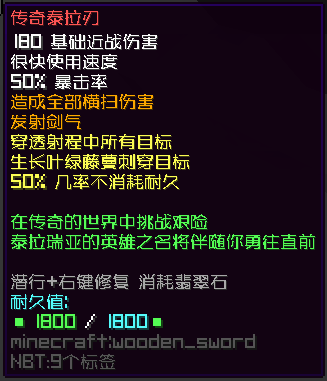 传奇泰拉刃
180 基础近战伤害
很快使用速度
50% 暴击率
造成全部横扫伤害
发射剑气
穿透射程中所有目标
生长叶绿藤蔓刺穿目标
50% 几率不消耗耐久
在传奇的世界中挑战艰险
泰拉瑞亚的英雄之名将伴随你勇往直前
潜行+右键修复 消耗翡翠石
耐久值:
▪ 1800 / 1800 ▪
minecraft:wooden_sword
NBT:9个标签